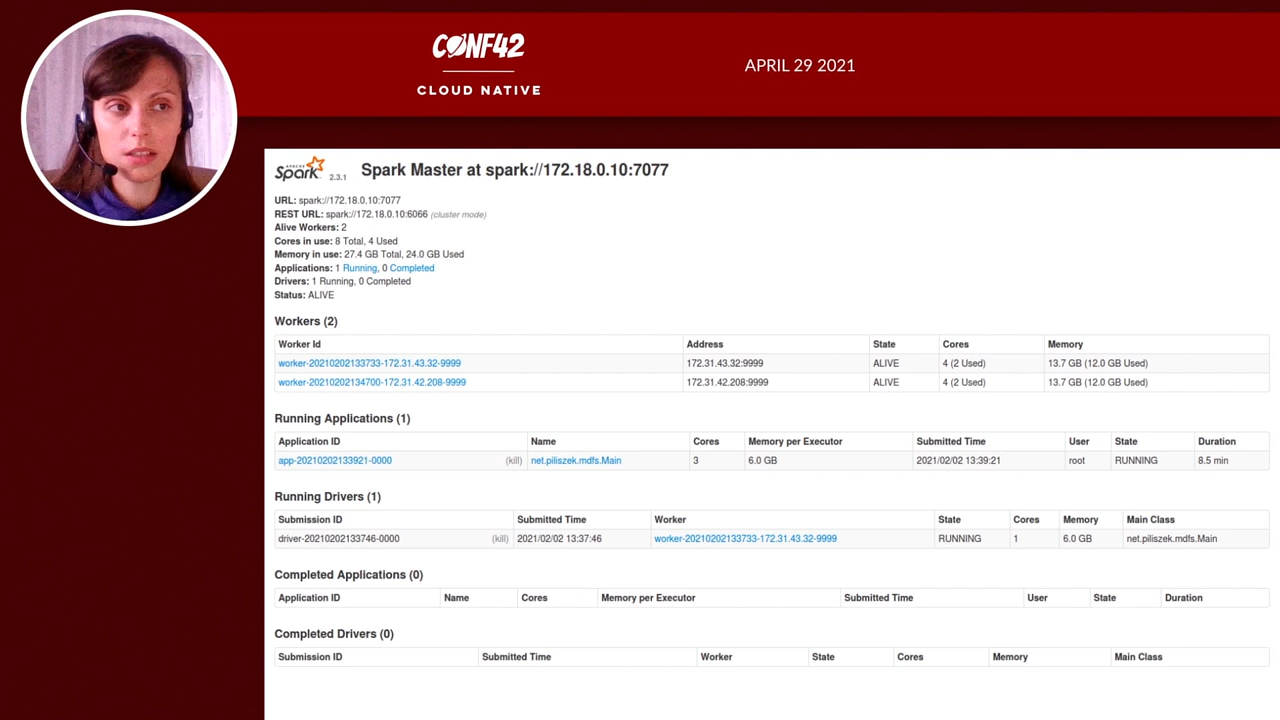 CONF42
CLOUD NATIVE
APRIL 29 2021
APACHE Spark 2.3.1 Spark Master at spark://172.18.0.10:7077
URL: spark://172.18.0.10:7077
REST URL: spark://172.18.0.10:6066 (cluster mode)
Alive Workers: 2
Cores in use: 8 Total, 4 Used
Memory in use: 27.4 GB Total, 24.0 GB Used
Applications: 1 Running, 0 Completed
Drivers: 1 Running, 0 Completed
Status: ALIVE
Workers (2)
Worker Id Address State Cores Memory
worker-20210202133733-172.31.43.32-9999 172.31.43.32:9999 ALIVE 4 (2 Used) 13.7 GB (12.0 GB Used)
worker-20210202134700-172.31.42.208-9999 172.31.42.208:9999 ALIVE 4 (2 Used) 13.7 GB (12.0 GB Used)
Running Applications (1)
Application ID Name Cores Memory per Executor Submitted Time User State Duration
app-20210202133921-0000 (kill) net.piliszek.mdfs.Main 3 6.0 GB 2021/02/02 13:39:21 root RUNNING 8.5 min
Running Drivers (1)
Submission ID Submitted Time Worker State Cores Memory Main Class
driver-20210202133746-0000 (kill) 2021/02/02 13:37:46 worker-20210202133733-172.31.43.32-9999 RUNNING 1 6.0 GB net.piliszek.mdfs.Main
Completed Applications (0)
Application ID Name Cores Memory per Executor Submitted Time User State Duration
Completed Drivers (0)
Submission ID Submitted Time Worker State Cores Memory Main Class